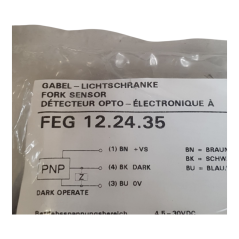 GABEL - LICHTSCHRANKE
FORK SENSOR
DÉTECTEUR OPTO - ÉLECTRONIQUE À
FEG 12.24.35
(1) BN +VS
BN = BRAUN
PNP
(4) BK DARK
BK = SCHW
Z
BU = BLAU
(3) BU 0V
DARK OPERATE
Betriebsspannungsbereich 4,5 - 30VDC